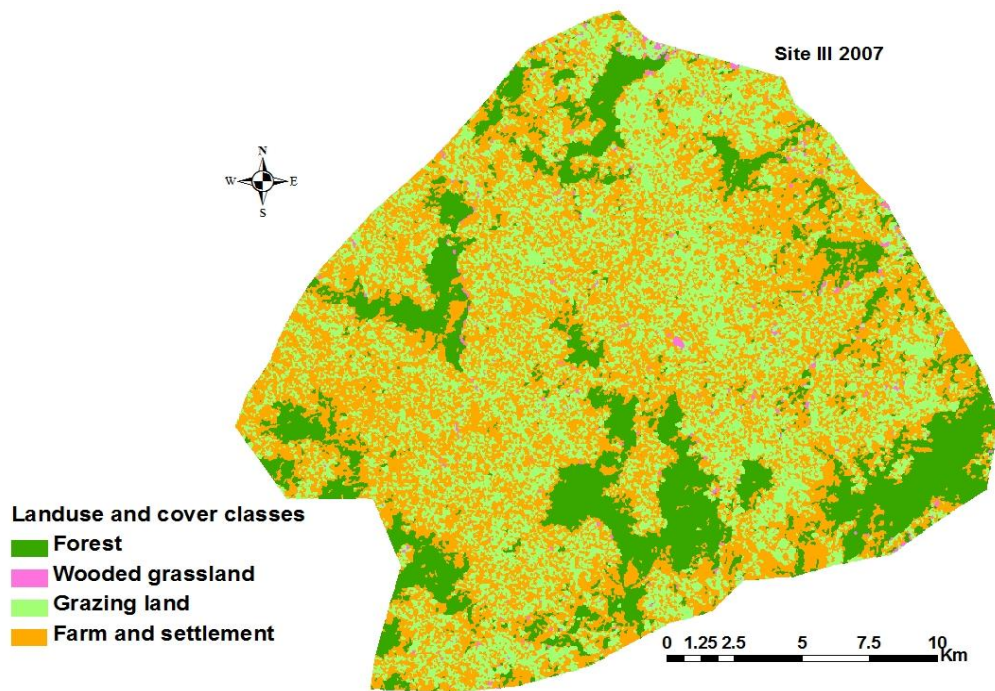 Site III 2007
N
W E
S
Landuse and cover classes
Forest
Wooded grassland
Grazing land
Farm and settlement
0 1.25 2.5 5 7.5 10
Km